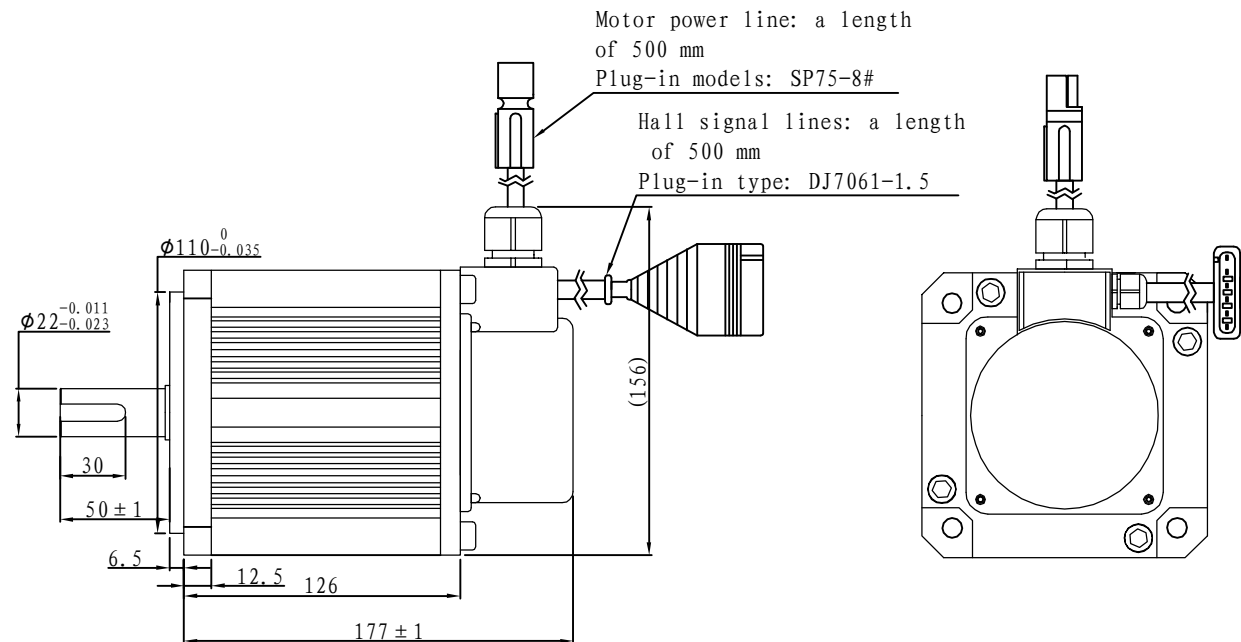 Motor power line: a length
of 500 mm
Plug-in models: SP75-8#
Hall signal lines: a length
of 500 mm
Plug-in type: DJ7061-1.5
ϕ110 0 -0.035
ϕ22 -0.011 -0.023
(156)
30
50±1
6.5
12.5
126
177±1